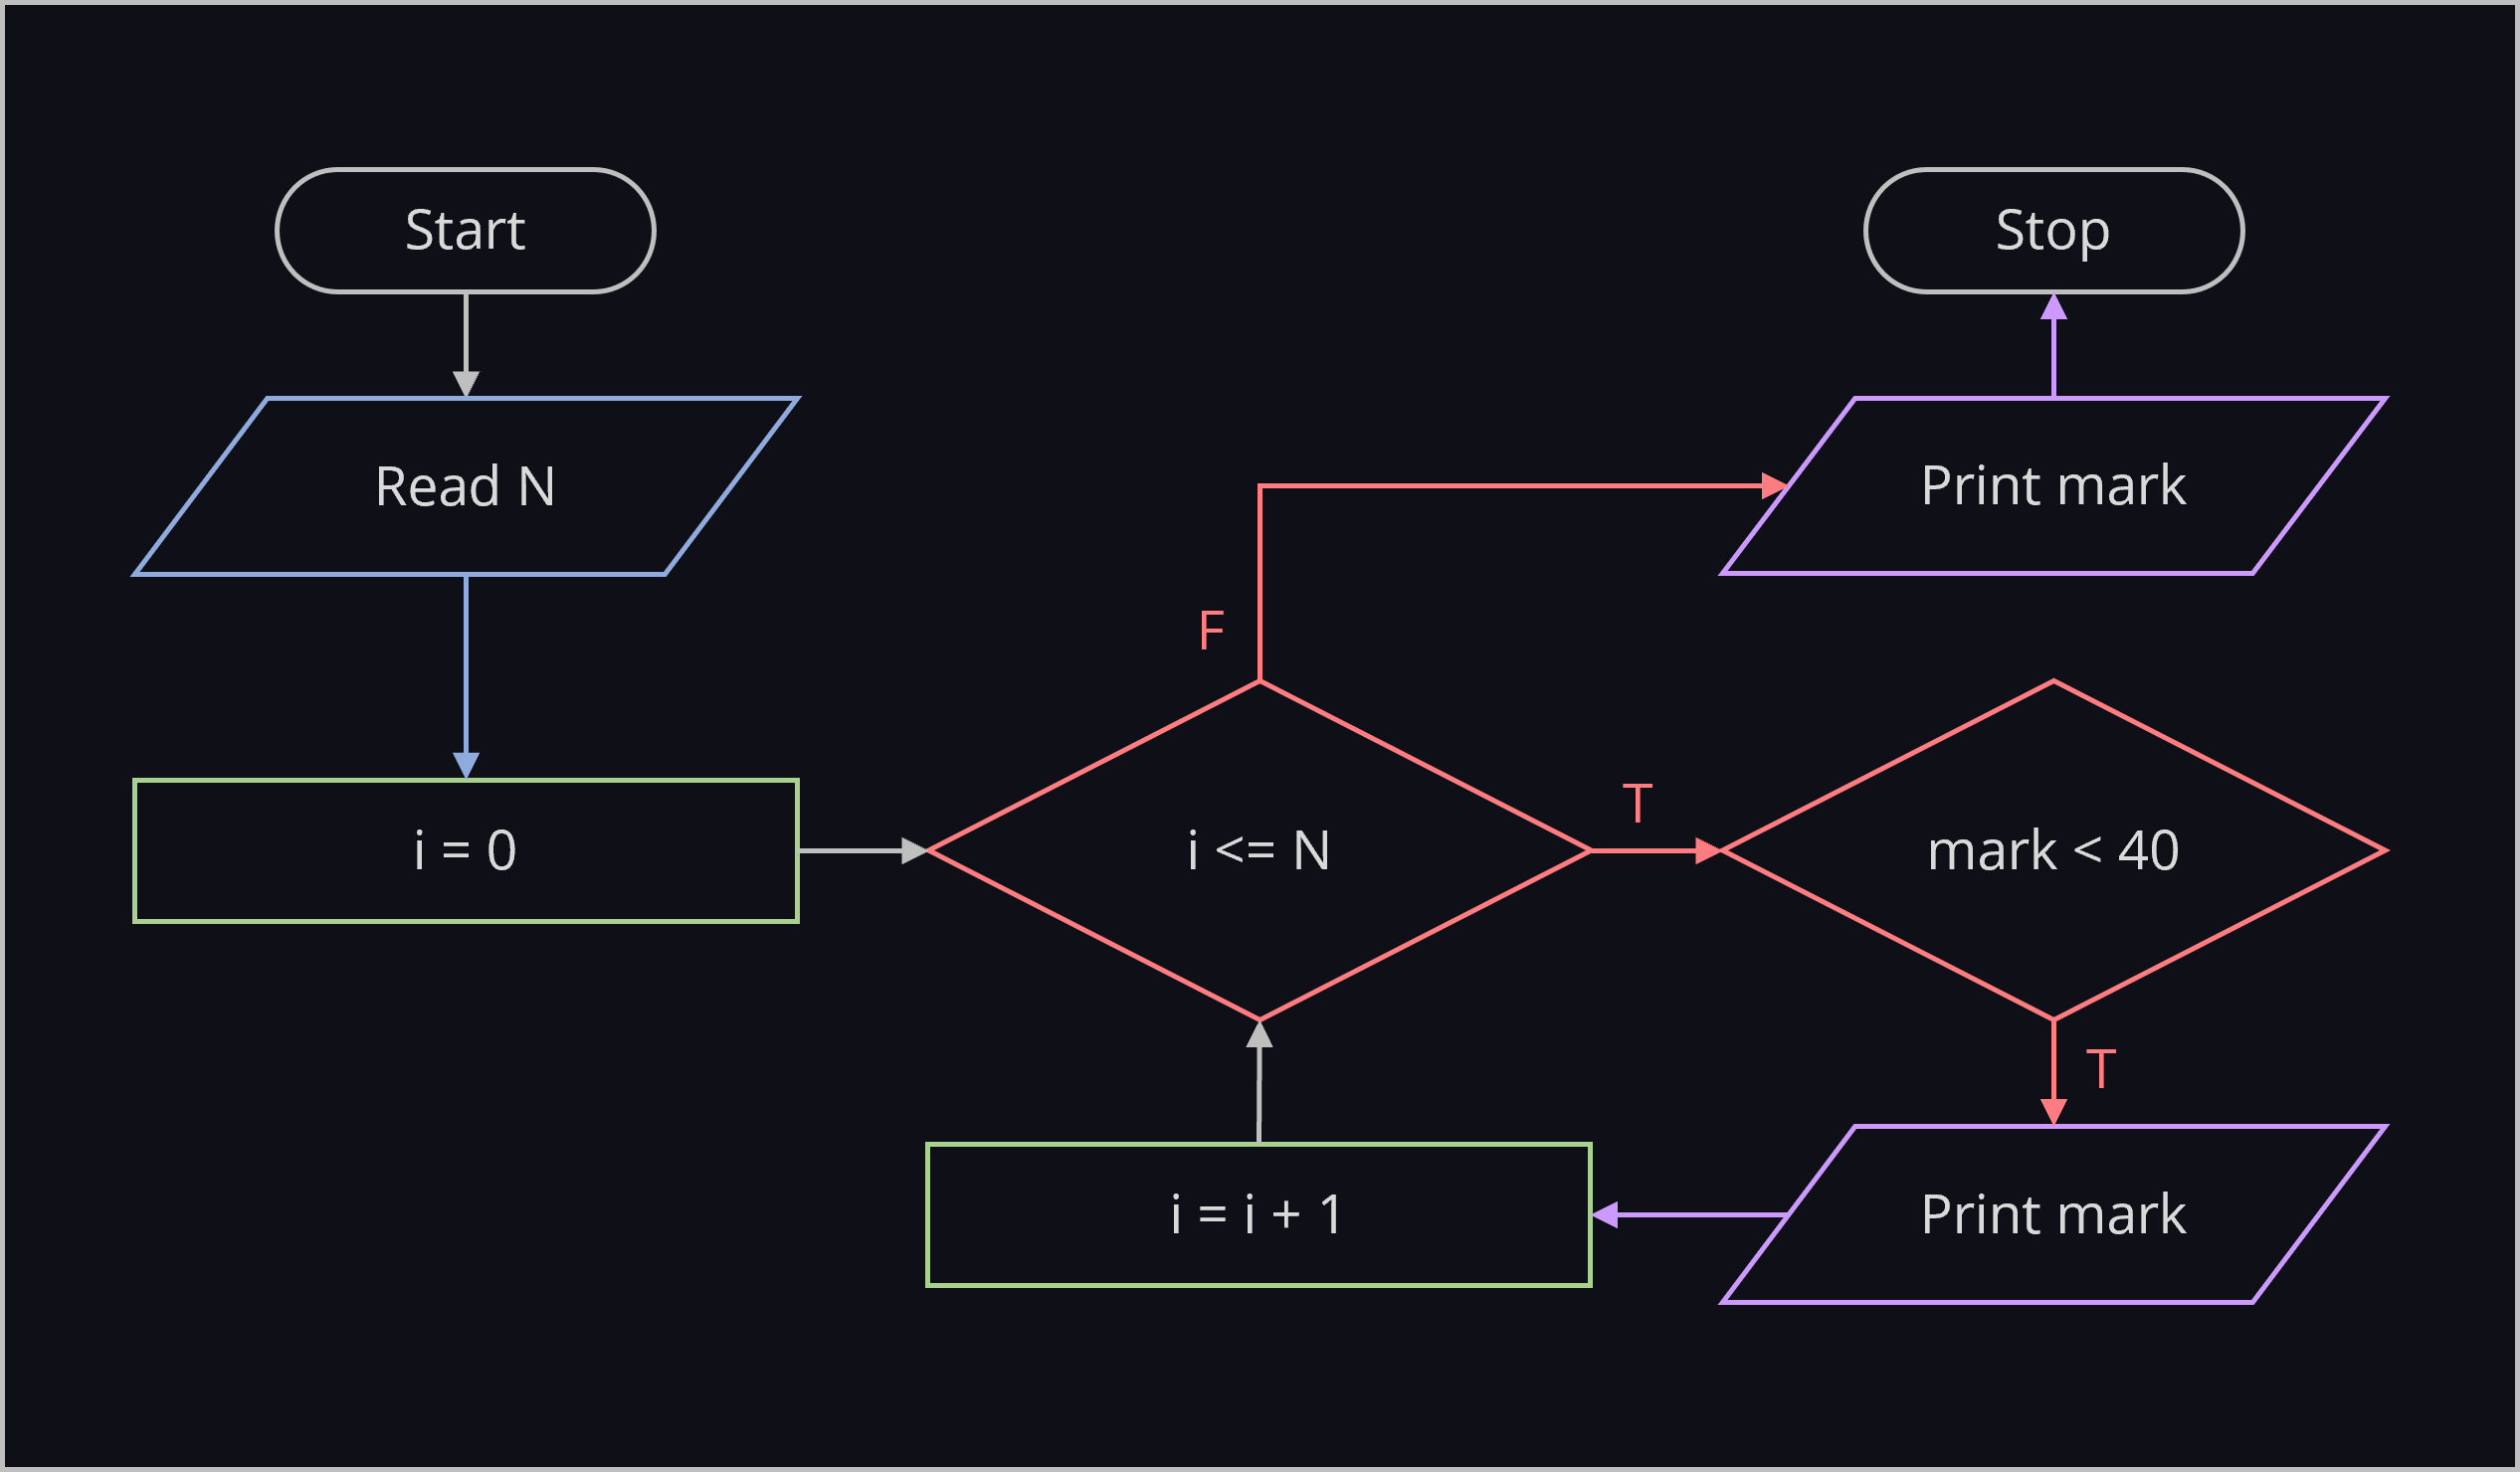 Start
Stop
Read N
Print mark
F
T
i = 0
i <= N
mark < 40
T
i = i + 1
Print mark